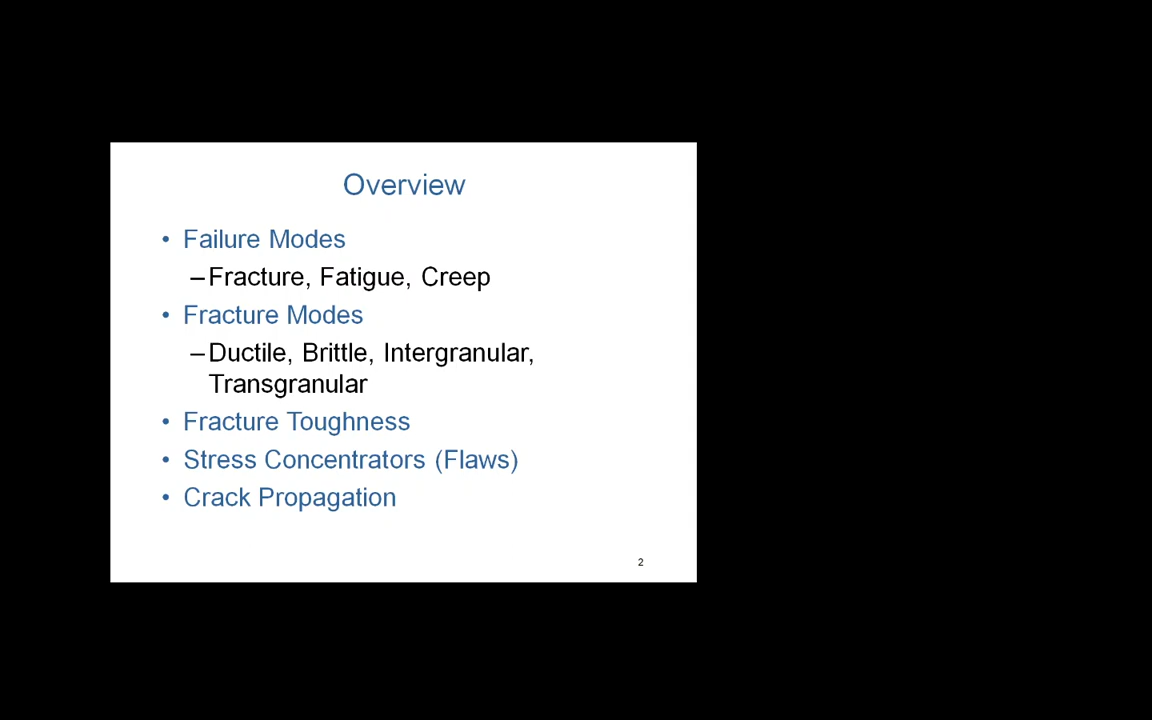 Overview
• Failure Modes
–Fracture, Fatigue, Creep
• Fracture Modes
–Ductile, Brittle, Intergranular,
Transgranular
• Fracture Toughness
• Stress Concentrators (Flaws)
• Crack Propagation
2